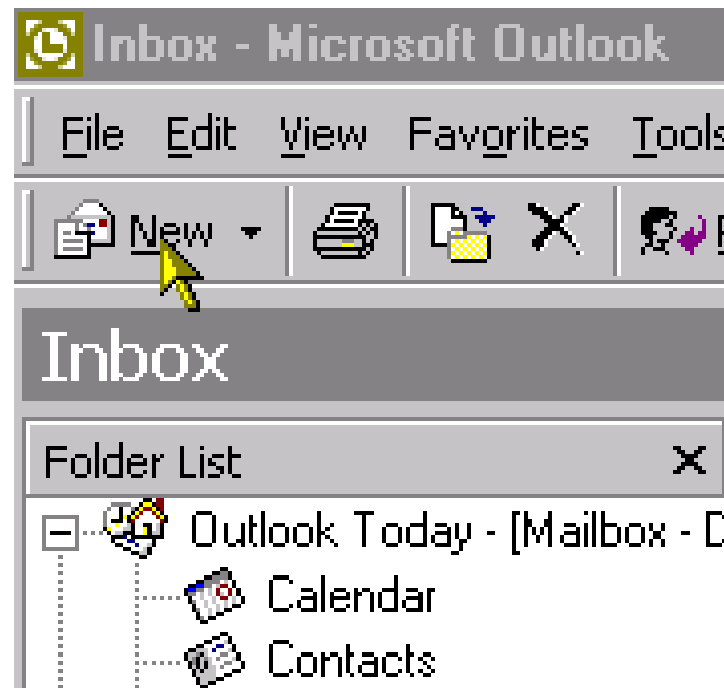 Inbox - Microsoft Outlook
File Edit View Favorites Tools
New
Inbox
Folder List
Outlook Today - [Mailbox - D
Calendar
Contacts